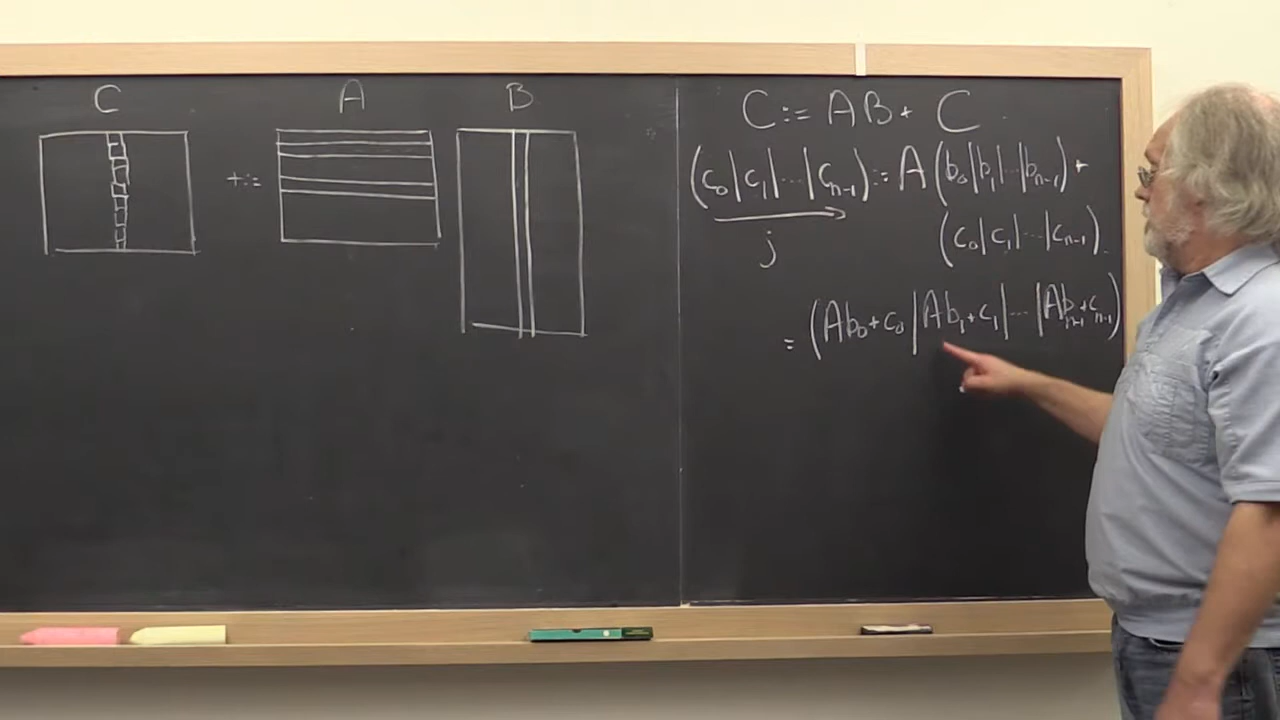 C A B
+:=
C := AB + C
(c₀|c₁|⋯|cₙ₋₁) := A(b₀|b₁|⋯|bₙ₋₁) +
j (c₀|c₁|⋯|cₙ₋₁)
= (Ab₀+c₀|Ab₁+c₁|⋯|Abₙ₋₁+cₙ₋₁)